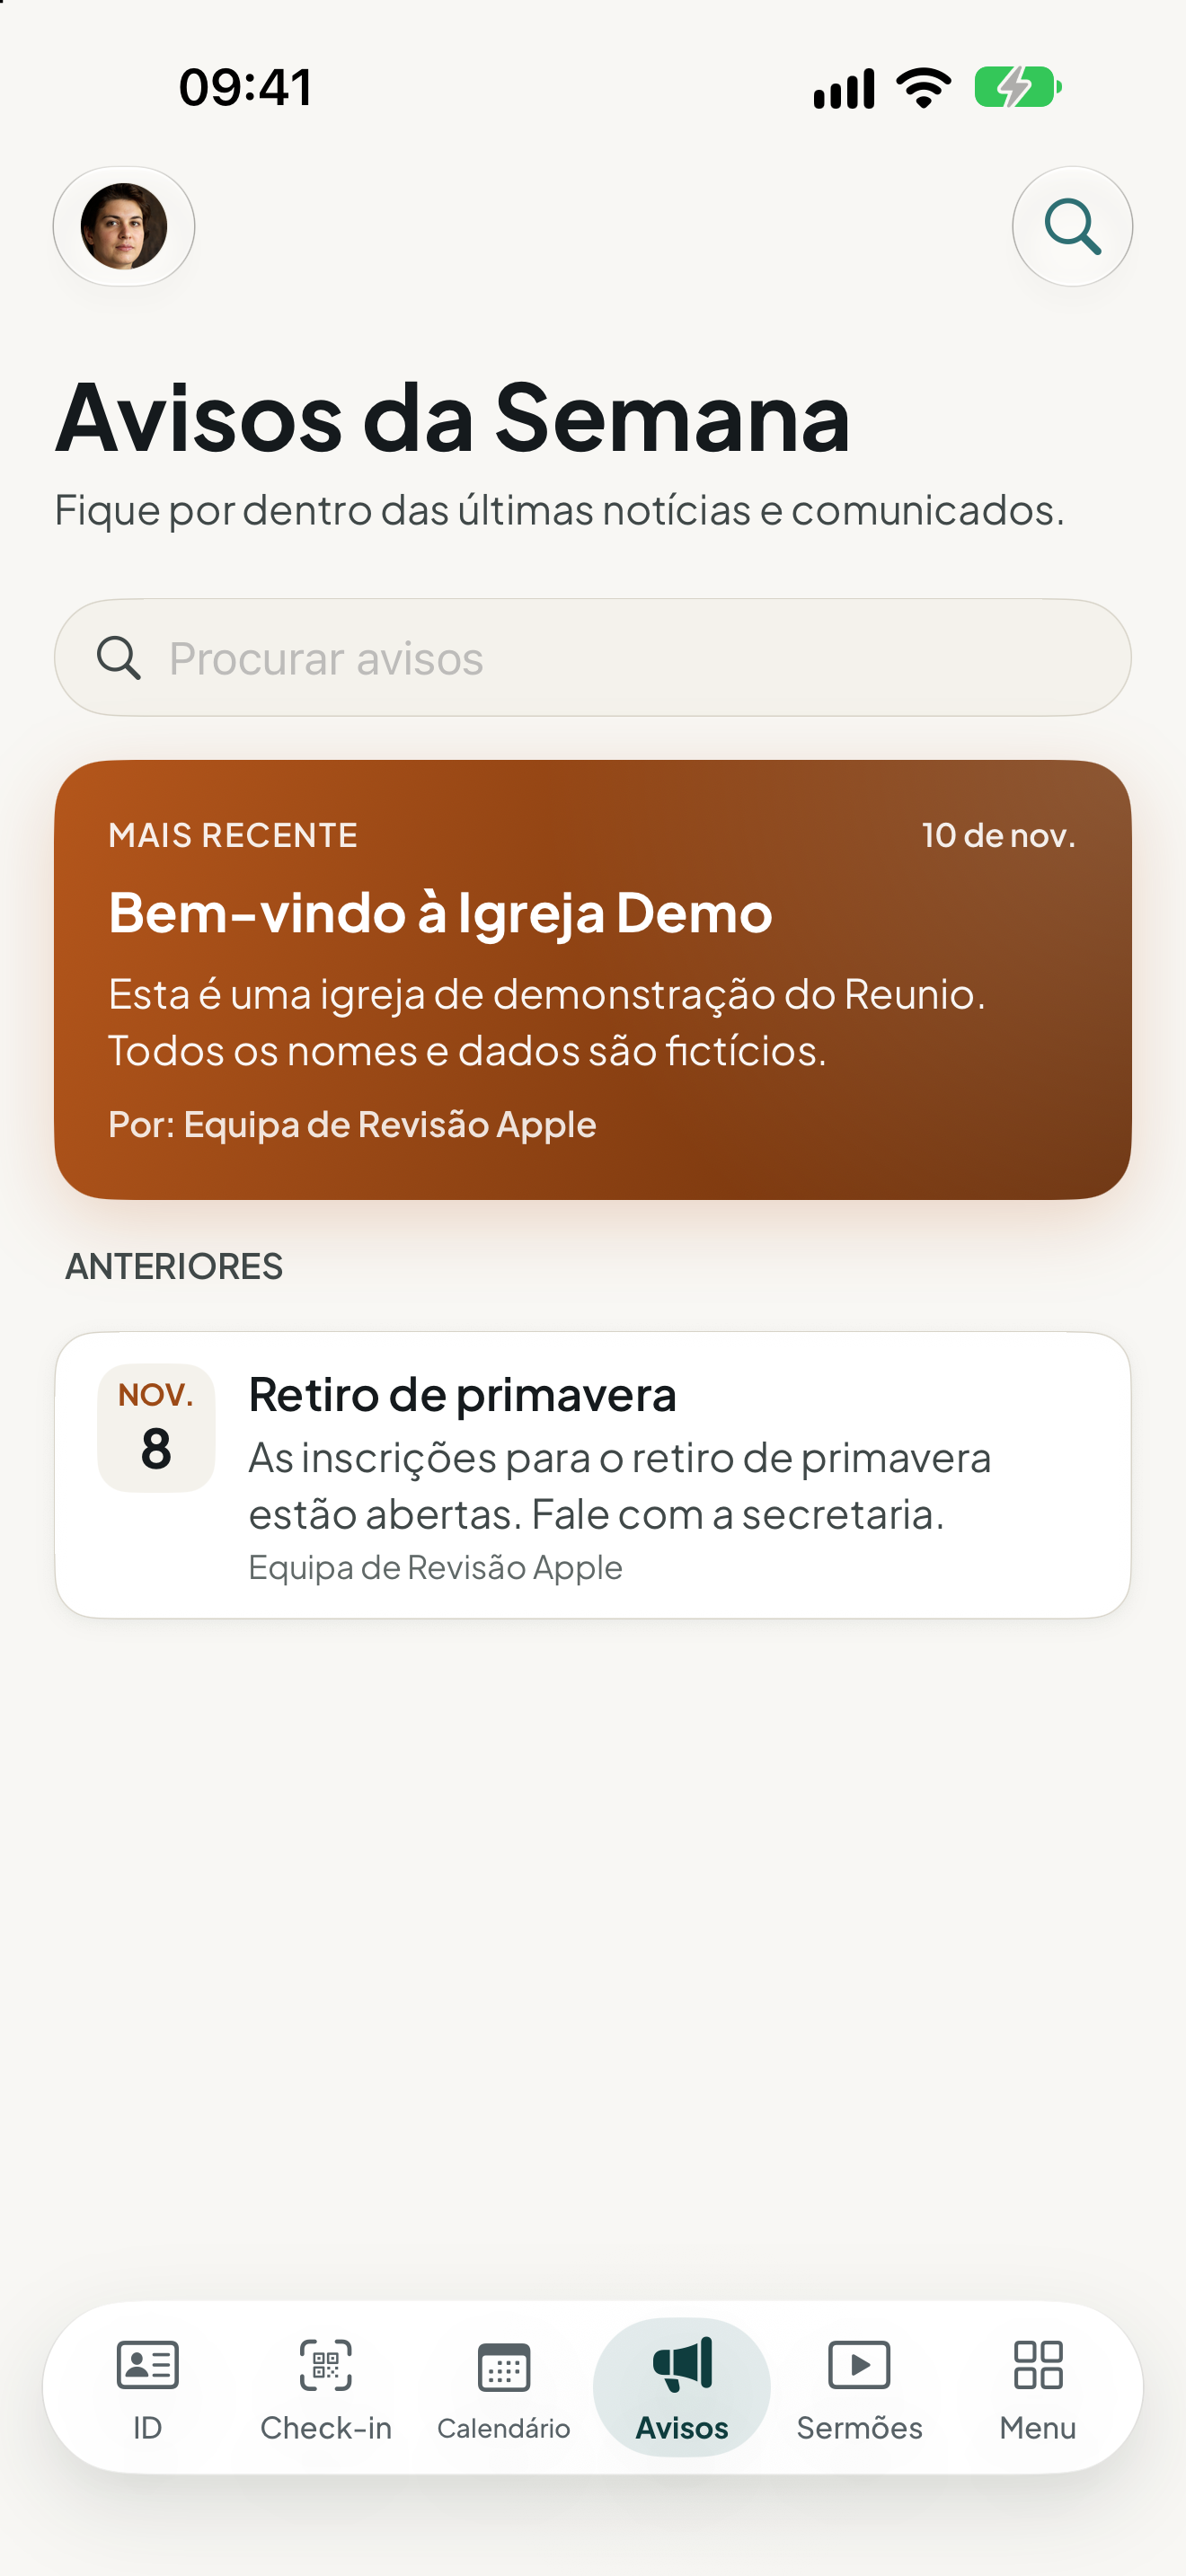 09:41
Avisos da Semana
Fique por dentro das últimas notícias e comunicados.
Procurar avisos
MAIS RECENTE
10 de nov.
Bem-vindo à Igreja Demo
Esta é uma igreja de demonstração do Reunio.
Todos os nomes e dados são fictícios.
Por: Equipa de Revisão Apple
ANTERIORES
NOV.
8
Retiro de primavera
As inscrições para o retiro de primavera
estão abertas. Fale com a secretaria.
Equipa de Revisão Apple
ID
Check-in
Calendário
Avisos
Sermões
Menu